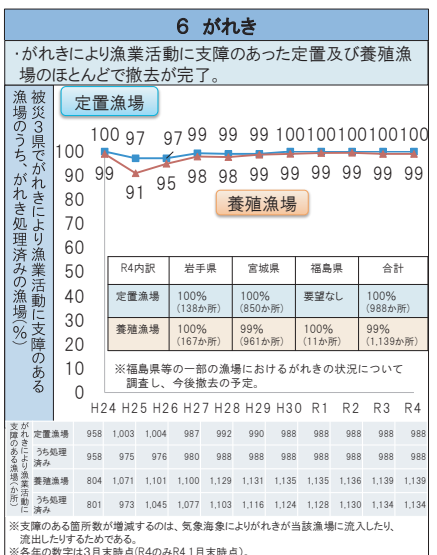 6 がれき
・がれきにより漁業活動に支障のあった定置及び養殖漁
場のほとんどで撤去が完了。
被災3県でがれきにより漁業活動に支障のある
漁場のうち、がれき処理済みの漁場(%)
定置漁場
100 97 97 99 99 99 100 100 100 100 100
99 91 95 98 98 99 99 99 99 99 99
養殖漁場
100
90
80
70
60
50
40
30
20
10
0
R4内訳 岩手県 宮城県 福島県 合計
定置漁場 100% 100% 要望なし 100%
(138か所) (850か所) (988か所)
養殖漁場 100% 99% 100% 99%
(167か所) (961か所) (11か所) (1,139か所)
※福島県等の一部の漁場におけるがれきの状況について
調査し、今後撤去の予定。
H24 H25 H26 H27 H28 H29 H30 R1 R2 R3 R4
がれきにより漁業活動に
支障のある漁場(か所)
定置漁場 958 1,003 1,004 987 992 990 988 988 988 988 988
うち処理
済み 958 975 976 980 988 988 988 988 988 988 988
養殖漁場 804 1,071 1,101 1,100 1,129 1,131 1,135 1,135 1,136 1,139 1,139
うち処理
済み 801 973 1,045 1,077 1,103 1,116 1,124 1,128 1,130 1,134 1,134
※支障のある箇所数が増減するのは、気象海象によりがれきが当該漁場に流入したり、
流出したりするためである。
※各年の数字は3月末時点(R4のみR4.1月末時点)。